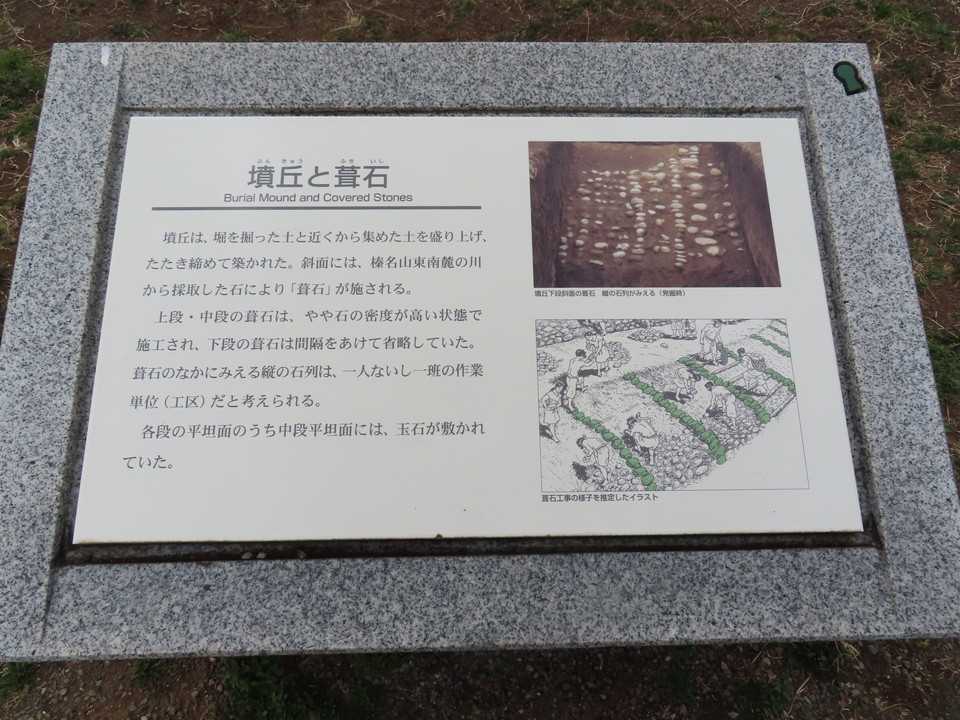 ふん きゅう ふき いし
墳丘と葺石
Burial Mound and Covered Stones
墳丘は、堀を掘った土と近くから集めた土を盛り上げ、
たたき締めて築かれた。斜面には、榛名山東南麓の川
から採取した石により「葺石」が施される。
上段・中段の葺石は、やや石の密度が高い状態で
施工され、下段の葺石は間隔をあけて省略していた。
葺石のなかにみえる縦の石列は、一人ないし一班の作業
単位（工区）だと考えられる。
各段の平坦面のうち中段平坦面には、玉石が敷かれ
ていた。
墳丘下段斜面の葺石 縦の石列がみえる（発掘時）
葺石工事の様子を推定したイラスト